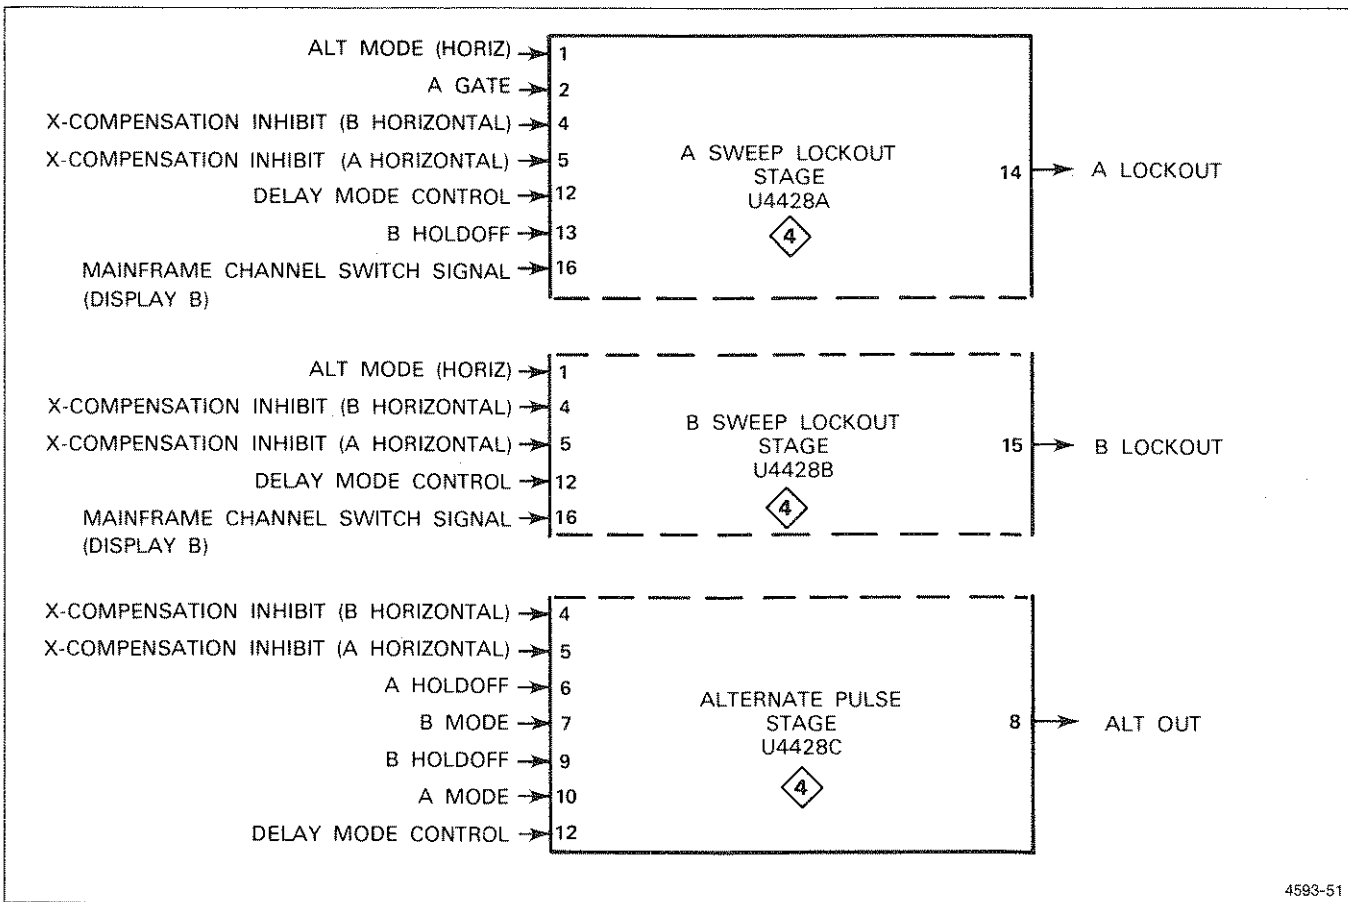 ALT MODE (HORIZ) 1
A GATE 2
X-COMPENSATION INHIBIT (B HORIZONTAL) 4
X-COMPENSATION INHIBIT (A HORIZONTAL) 5
DELAY MODE CONTROL 12
B HOLDOFF 13
MAINFRAME CHANNEL SWITCH SIGNAL 16
(DISPLAY B)
A SWEEP LOCKOUT
STAGE
U4428A
4
14 A LOCKOUT
ALT MODE (HORIZ) 1
X-COMPENSATION INHIBIT (B HORIZONTAL) 4
X-COMPENSATION INHIBIT (A HORIZONTAL) 5
DELAY MODE CONTROL 12
MAINFRAME CHANNEL SWITCH SIGNAL 16
(DISPLAY B)
B SWEEP LOCKOUT
STAGE
U4428B
4
15 B LOCKOUT
X-COMPENSATION INHIBIT (B HORIZONTAL) 4
X-COMPENSATION INHIBIT (A HORIZONTAL) 5
A HOLDOFF 6
B MODE 7
B HOLDOFF 9
A MODE 10
DELAY MODE CONTROL 12
ALTERNATE PULSE
STAGE
U4428C
4
8 ALT OUT
4593-51